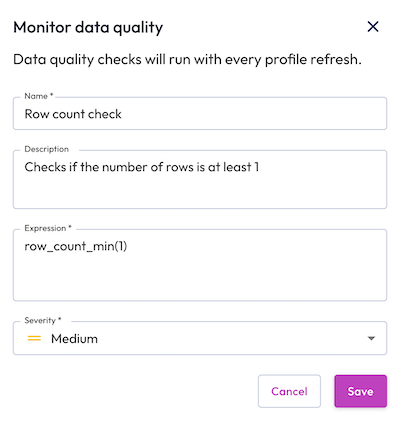 Monitor data quality
Data quality checks will run with every profile refresh.
Name *
Row count check
Description
Checks if the number of rows is at least 1
Expression *
row_count_min(1)
Severity *
Medium
Cancel
Save